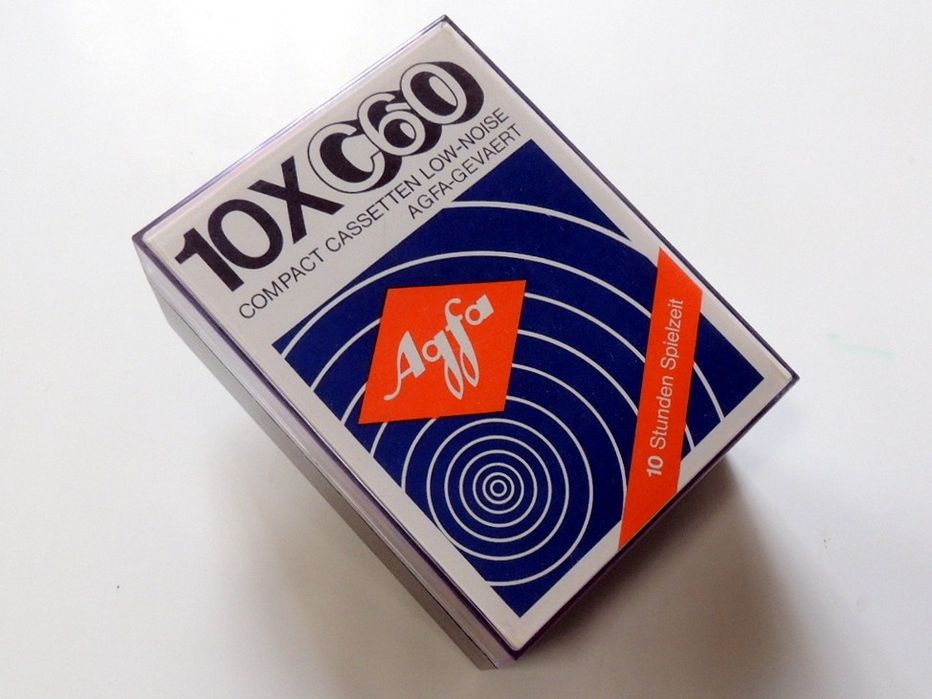 10XC60
COMPACT CASSETTEN LOW-NOISE
AGFA-GEVAERT
Agfa
10 Stunden Spielzeit